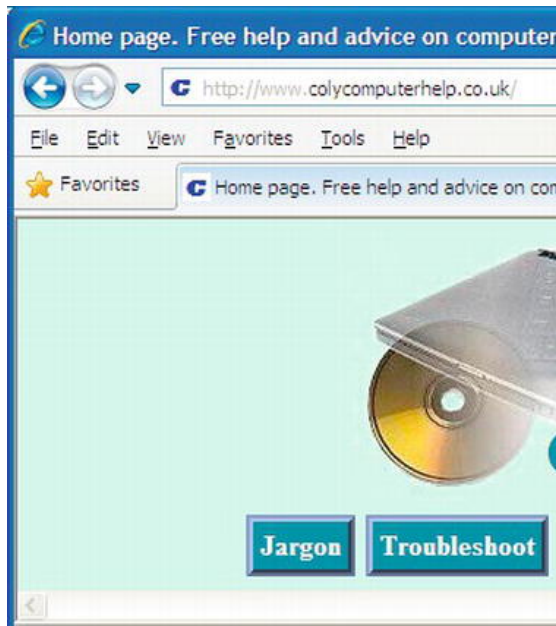 Home page. Free help and advice on computer
http://www.colycomputerhelp.co.uk/
File Edit View Favorites Tools Help
Favorites Home page. Free help and advice on com
Jargon Troubleshoot